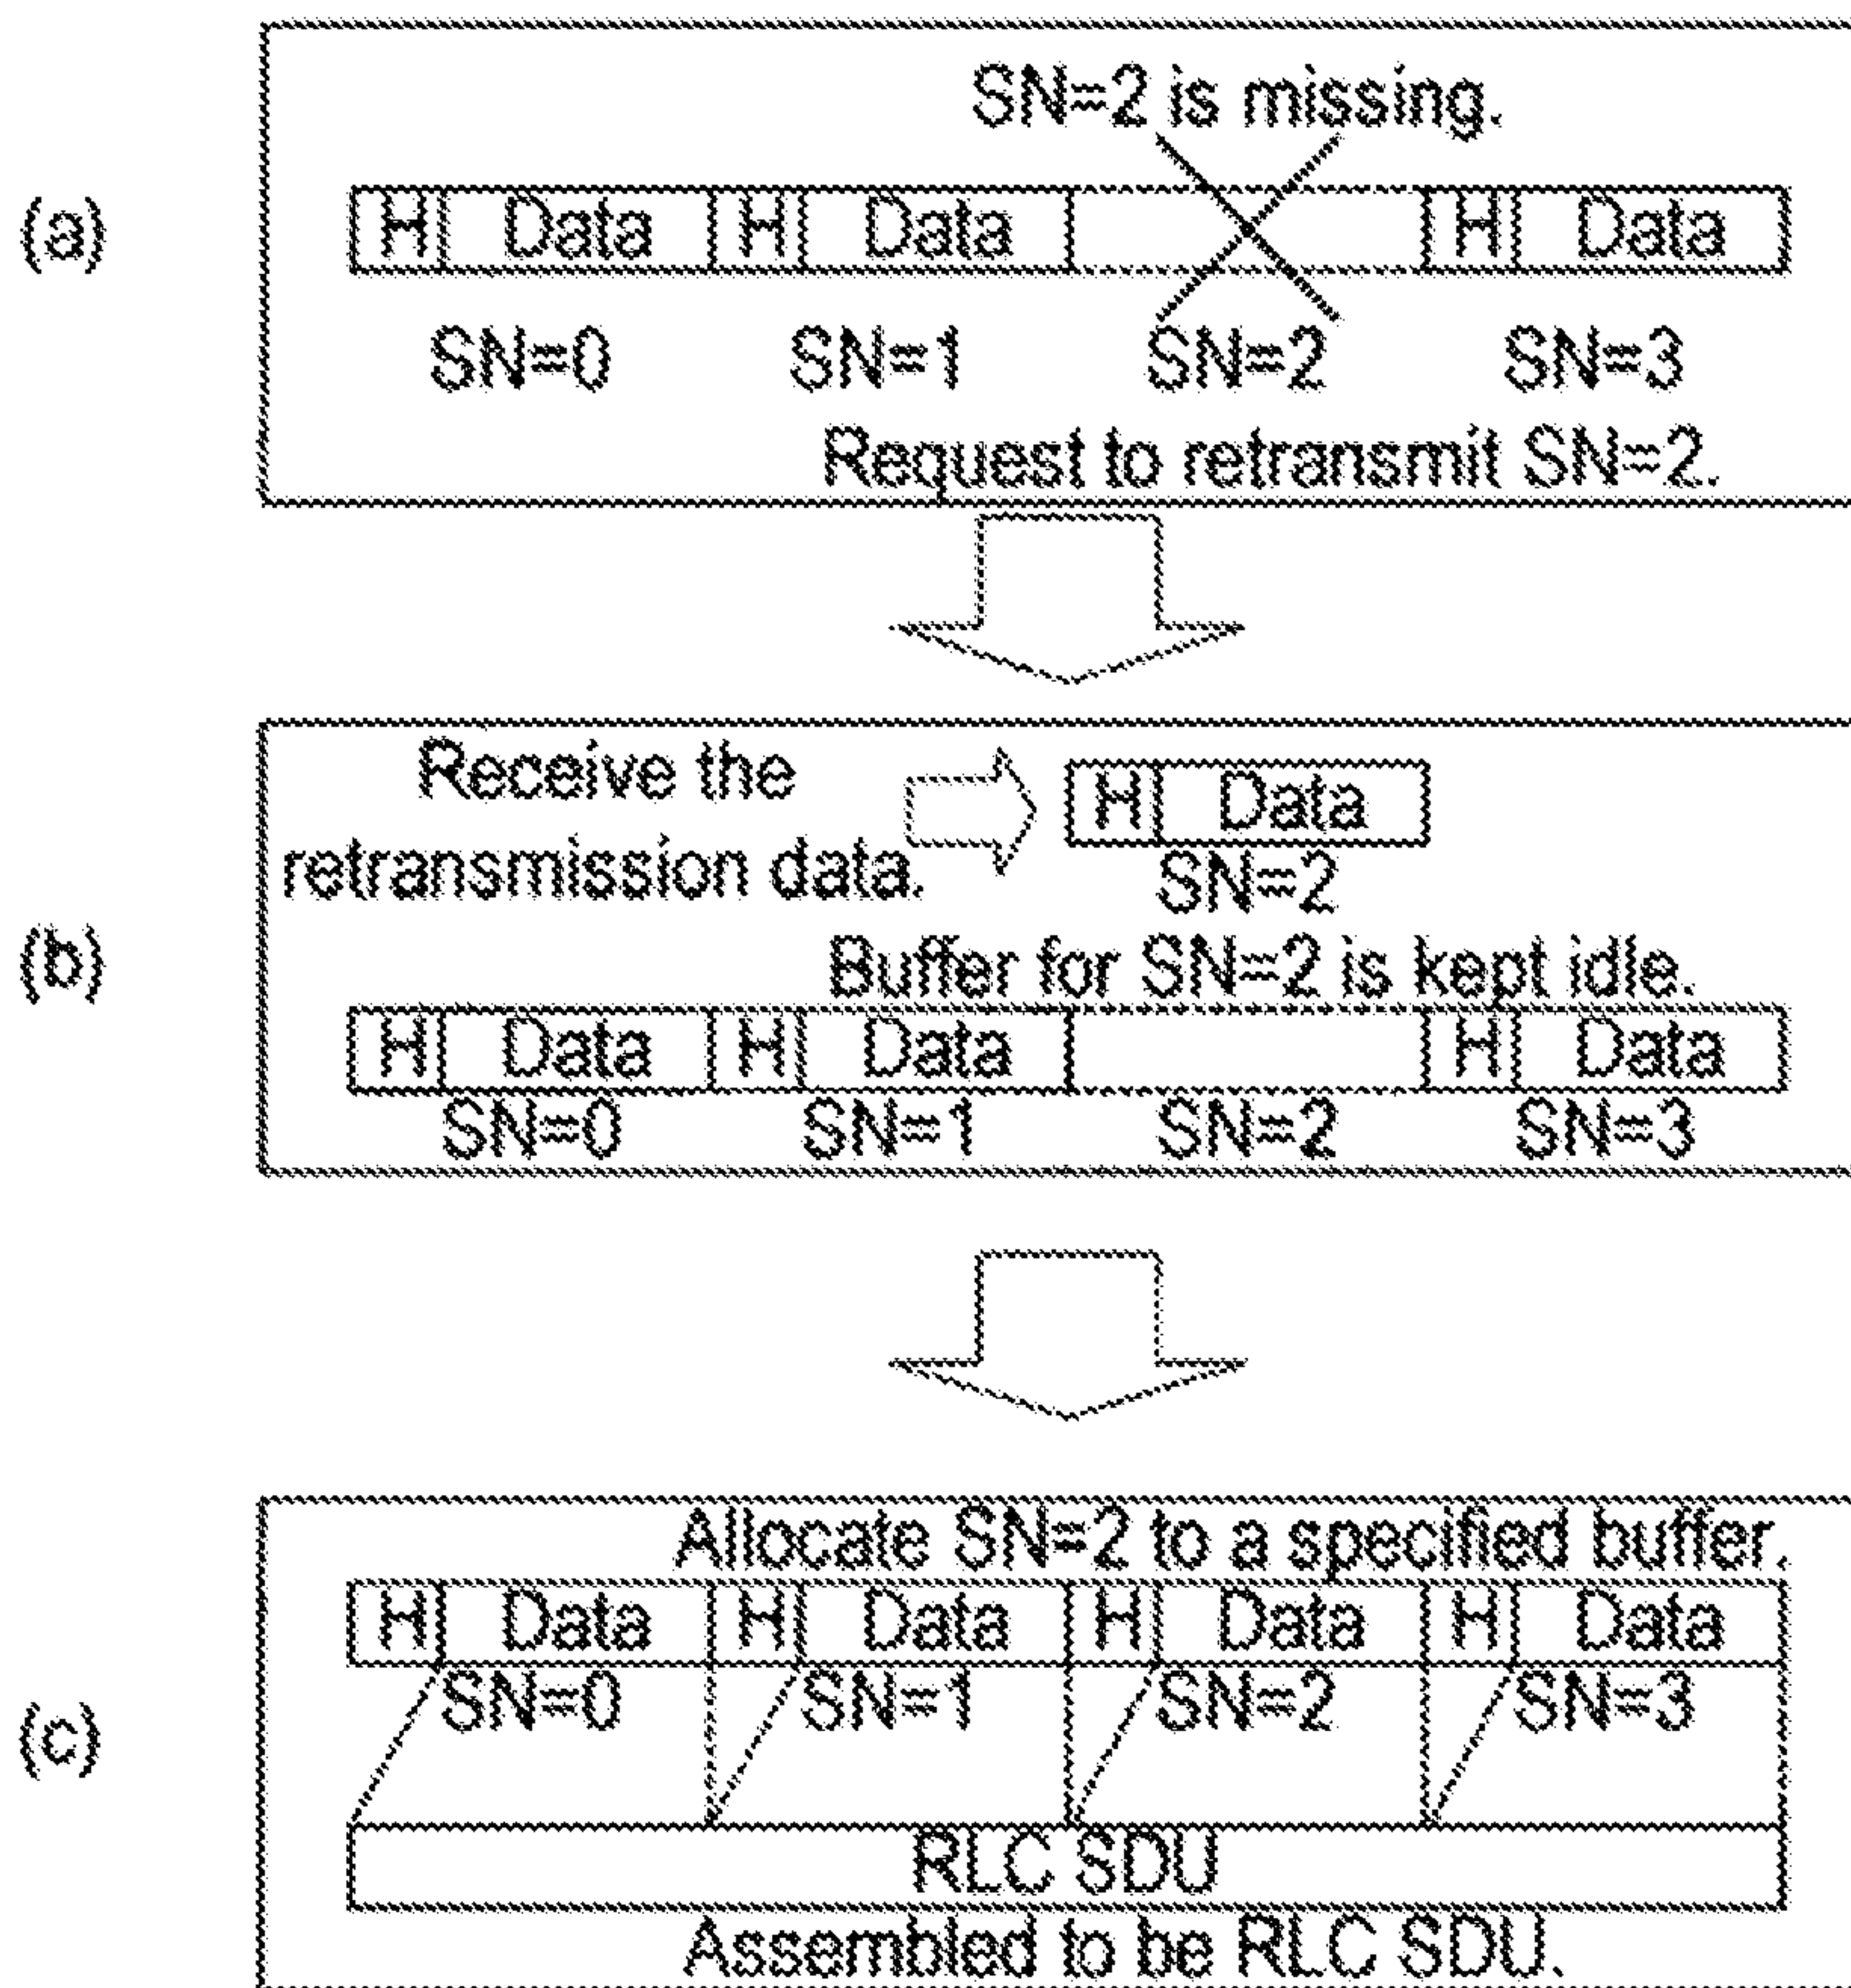 SN=2 is missing.
(a)
H Data H Data H Data
SN=0 SN=1 SN=2 SN=3
Request to retransmit SN=2.
Receive the
retransmission data.
H Data
SN=2
(b)
Buffer for SN=2 is kept idle.
H Data H Data H Data
SN=0 SN=1 SN=2 SN=3
Allocate SN=2 to a specified buffer.
H Data H Data H Data H Data
SN=0 SN=1 SN=2 SN=3
(c)
RLC SDU
Assembled to be RLC SDU.